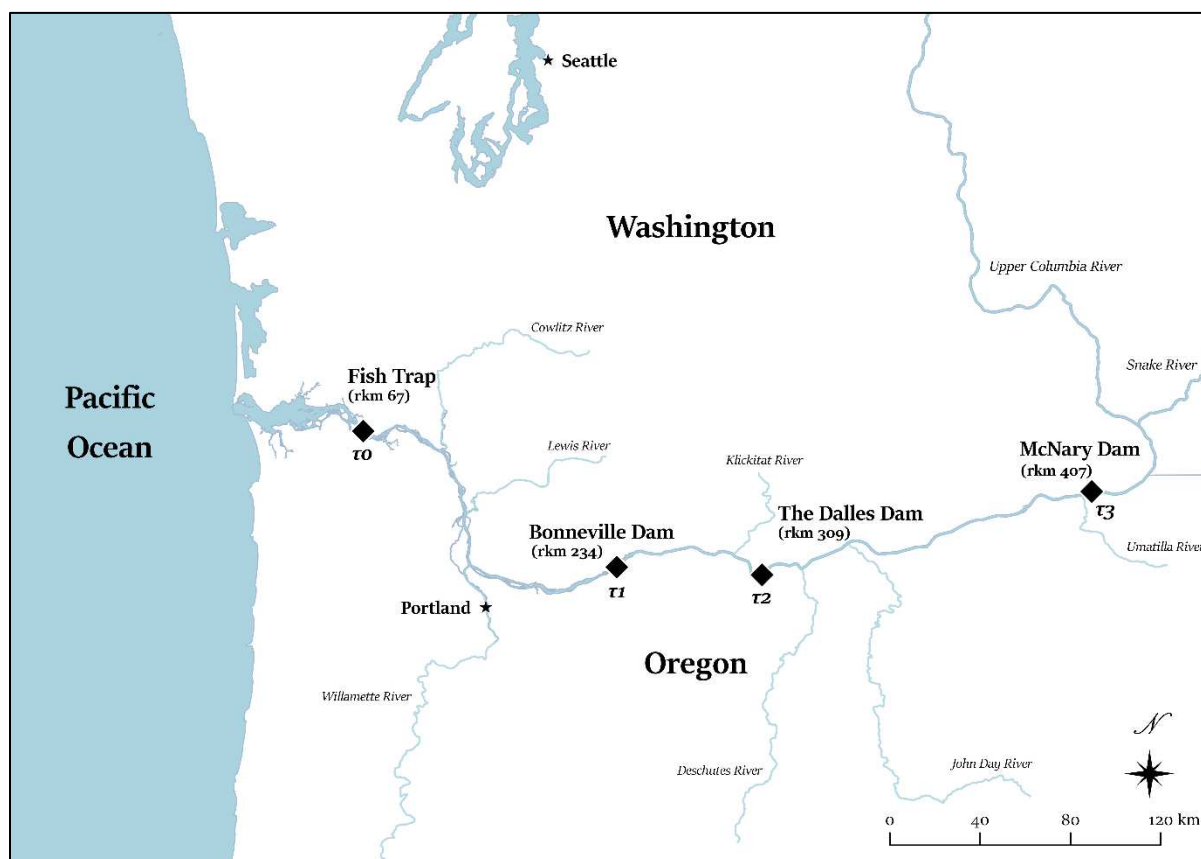 Seattle
Washington
Upper Columbia River
Cowlitz River
Snake River
Fish Trap
(rkm 67)
Pacific
Ocean
τ0
Lewis River
Klickitat River
McNary Dam
(rkm 407)
τ3
The Dalles Dam
(rkm 309)
Bonneville Dam
(rkm 234)
Umatilla River
τ1
τ2
Portland
Oregon
Willamette River
N
Deschutes River
John Day River
0 40 80 120 km